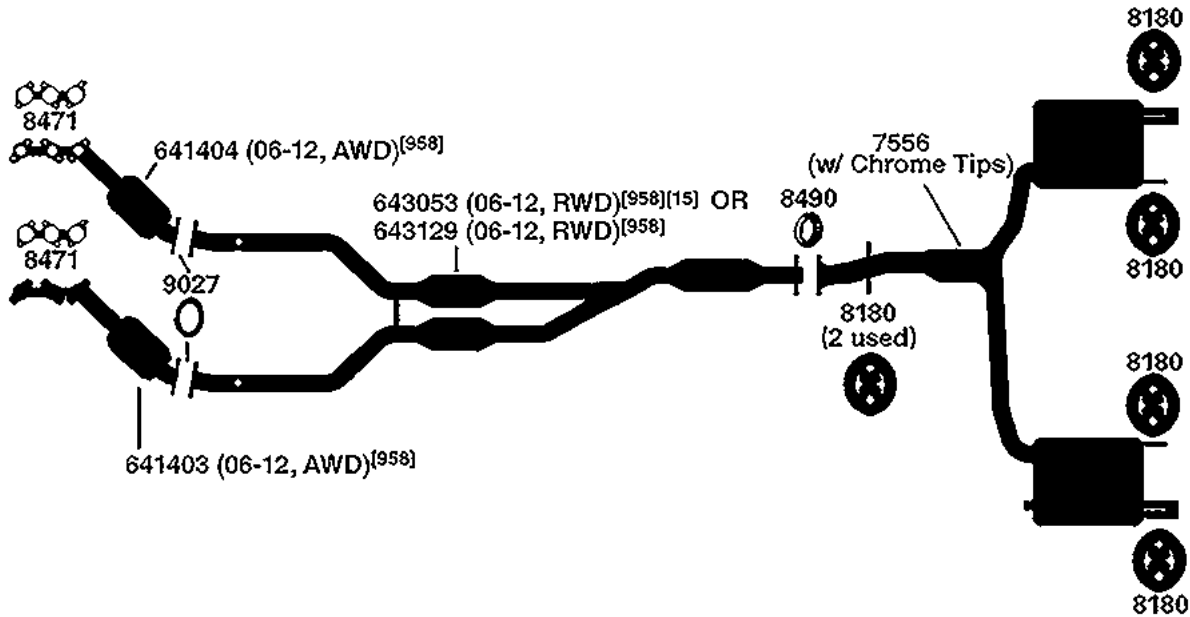 8180
8471
641404 (06-12, AWD)[958]
7556
(w/ Chrome Tips)
643053 (06-12, RWD)[958][15] OR
643129 (06-12, RWD)[958]
8490
8471
9027
8180
8180
(2 used)
8180
641403 (06-12, AWD)[958]
8180